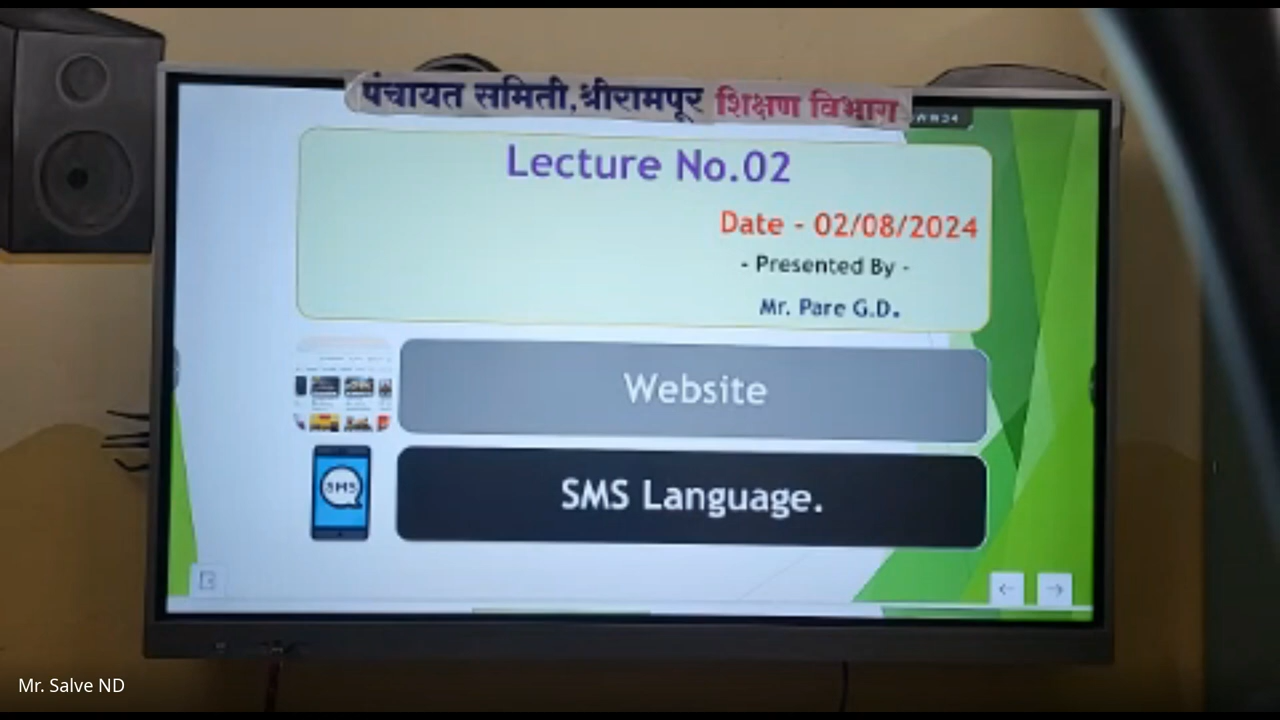 पंचायत समिती,श्रीरामपूर शिक्षण विभाग
Lecture No.02
Date - 02/08/2024
- Presented By -
Mr. Pare G.D.
Website
SMS
SMS Language.
Mr. Salve ND